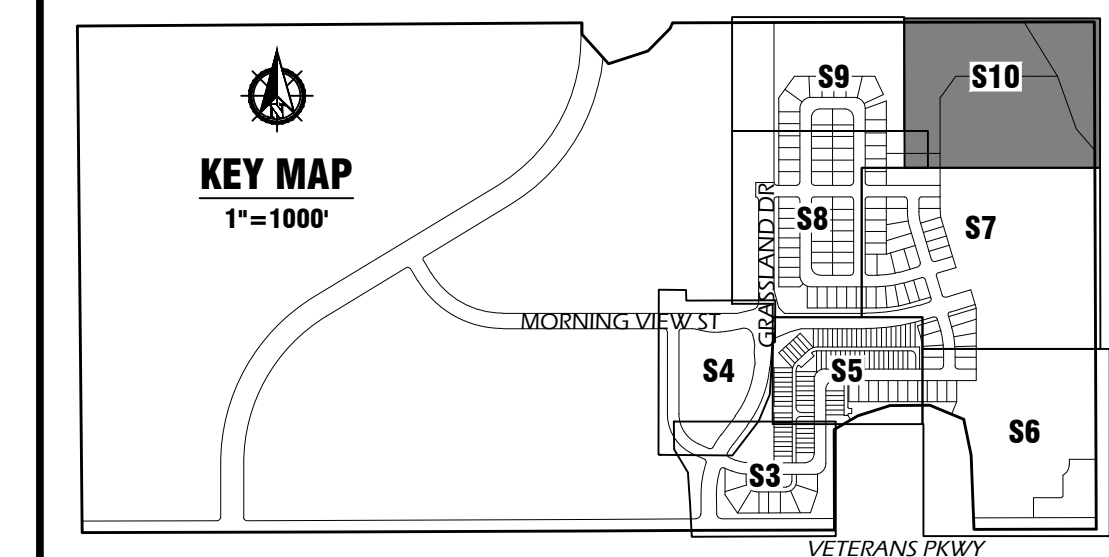 S9
S10
N
KEY MAP
1"=1000'
GRASSLAND DR
S8
S7
MORNING VIEW ST
S4
S5
S6
S3
VETERANS PKWY